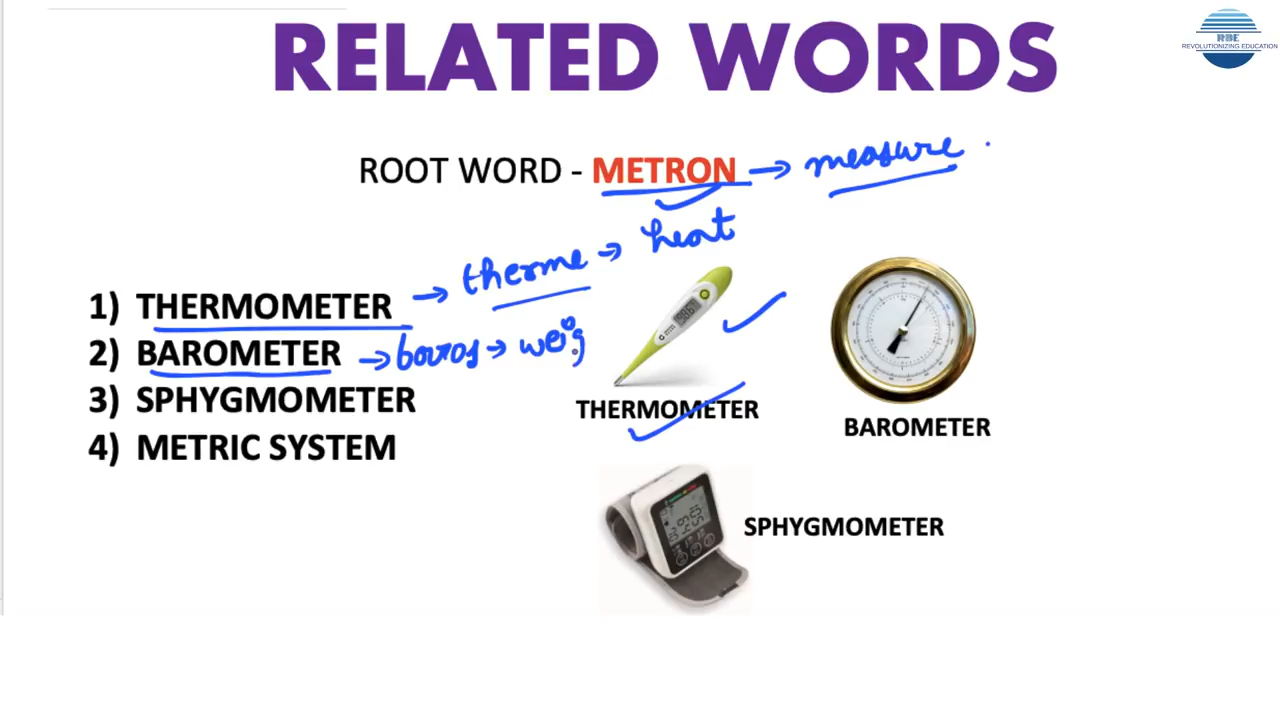 RELATED WORDS
RBE
REVOLUTIONIZING EDUCATION
ROOT WORD - METRON → measure
1) THERMOMETER → therme → heat
2) BAROMETER → baros → weig
3) SPHYGMOMETER
4) METRIC SYSTEM
THERMOMETER
BAROMETER
SPHYGMOMETER